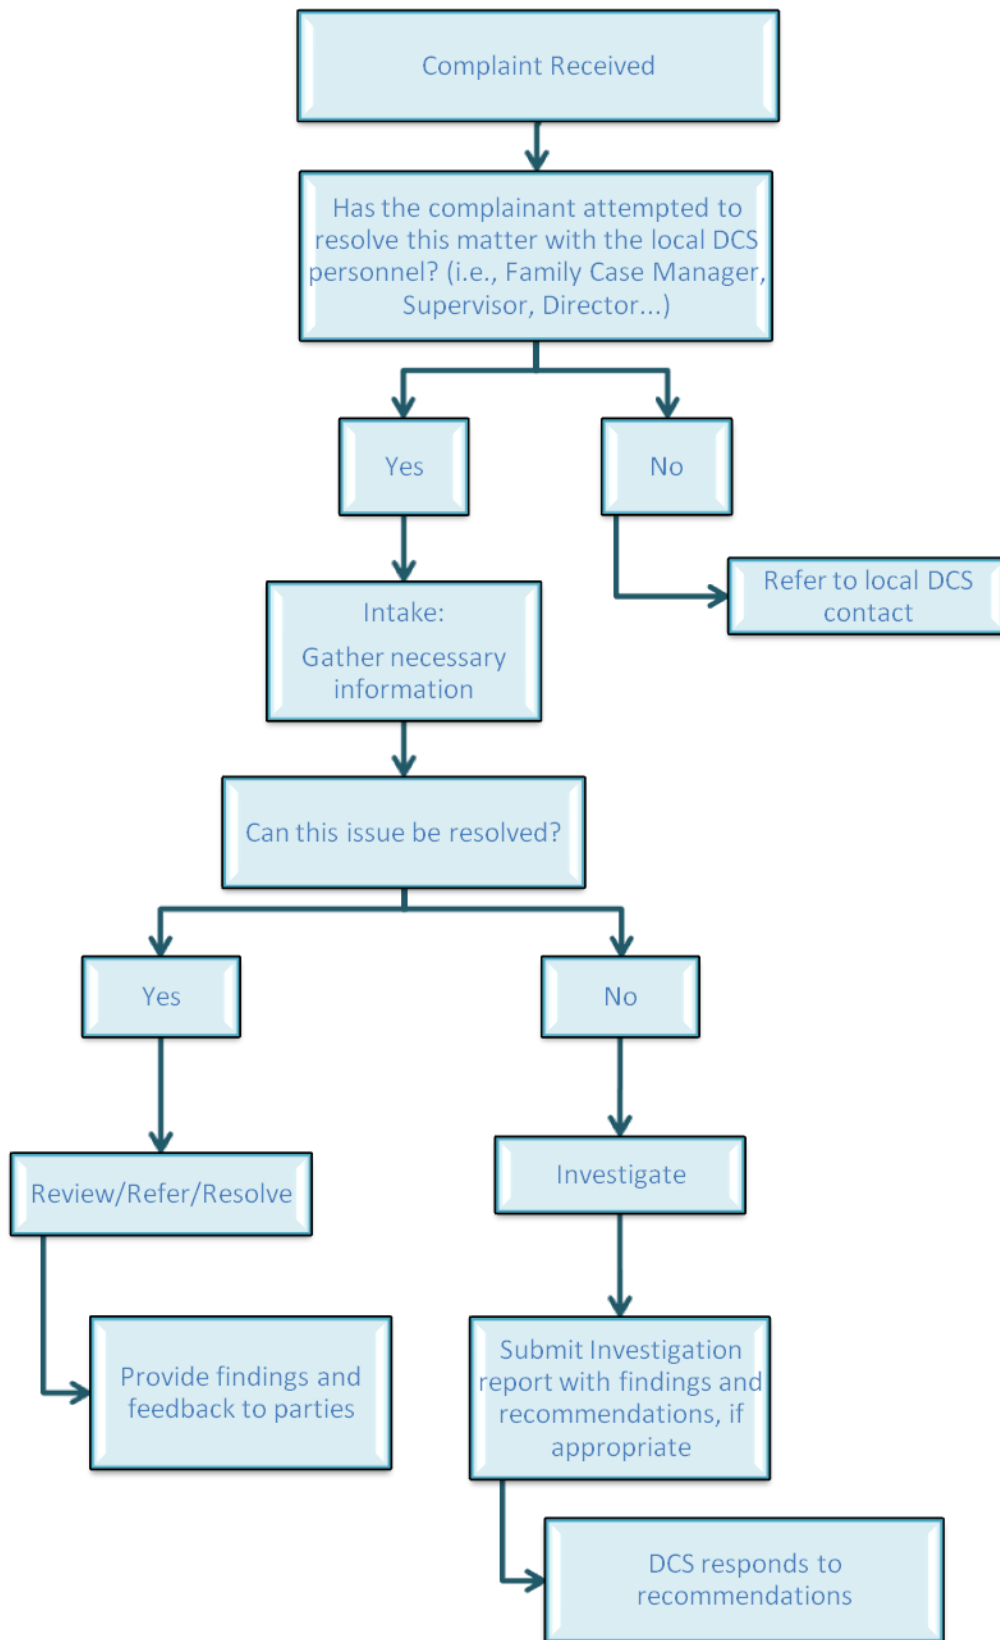 Complaint Received
Has the complainant attempted to
resolve this matter with the local DCS
personnel? (i.e., Family Case Manager,
Supervisor, Director...)
Yes
No
Refer to local DCS
contact
Intake:
Gather necessary
information
Can this issue be resolved?
Yes
No
Review/Refer/Resolve
Investigate
Provide findings and
feedback to parties
Submit Investigation
report with findings and
recommendations, if
appropriate
DCS responds to
recommendations